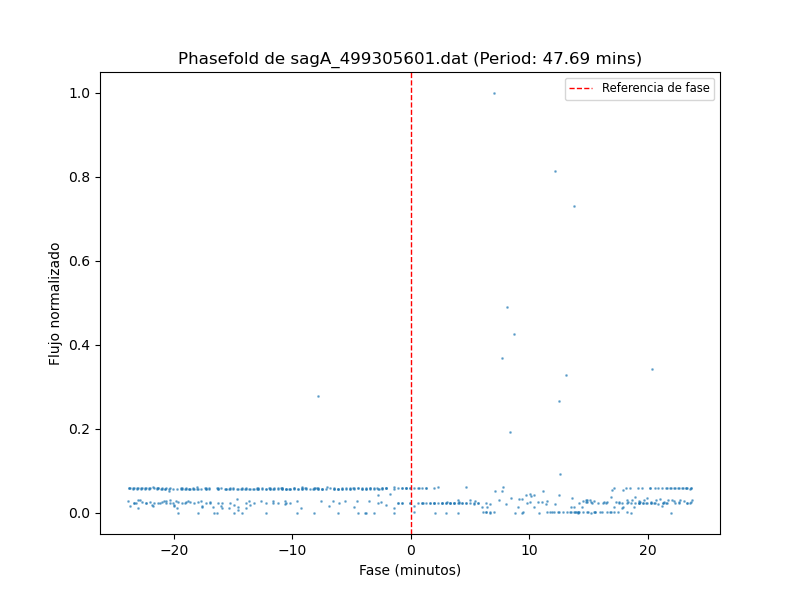 Phasefold de sagA_499305601.dat (Period: 47.69 mins)
Referencia de fase
Flujo normalizado
1.0
0.8
0.6
0.4
0.2
0.0
−20
−10
0
10
20
Fase (minutos)